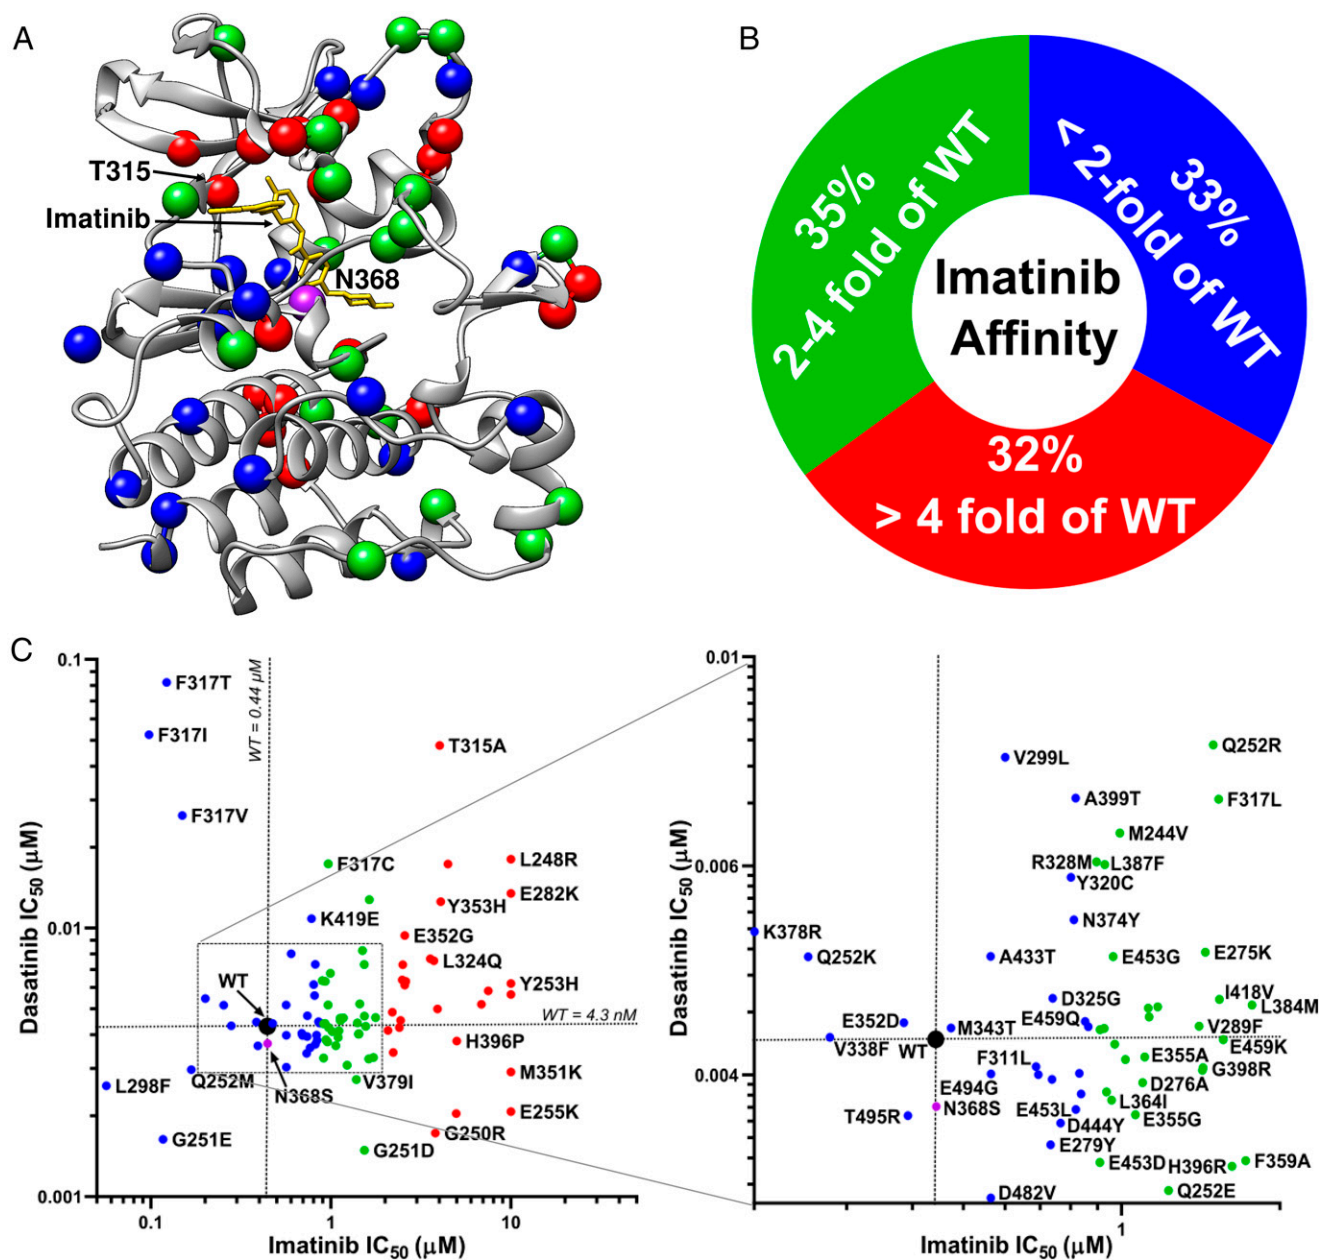 A
T315
Imatinib
N368
B
35%
2-4 fold of WT
33%
< 2-fold of WT
32%
> 4 fold of WT
Imatinib
Affinity
C
Dasatinib IC50 (μM)
0.1
0.01
0.001
0.1
1
10
Imatinib IC50 (μM)
WT = 0.44 μM
WT = 4.3 nM
F317T
F317I
F317V
T315A
F317C
L248R
E282K
Y353H
K419E
E352G
L324Q
Y253H
WT
H396P
M351K
E255K
G250R
V379I
N368S
Q252M
L298F
G251E
G251D
Dasatinib IC50 (μM)
0.01
0.006
0.004
1
Imatinib IC50 (μM)
Q252R
V299L
A399T
F317L
M244V
R328M
L387F
Y320C
N374Y
K378R
Q252K
A433T
E453G
E275K
D325G
I418V
L384M
E352D
E459Q
M343T
V289F
V338F
WT
E459K
F311L
E355A
G398R
E494G
D276A
N368S
L364I
T495R
E453L
E355G
D444Y
E279Y
E453D
H396R
F359A
Q252E
D482V